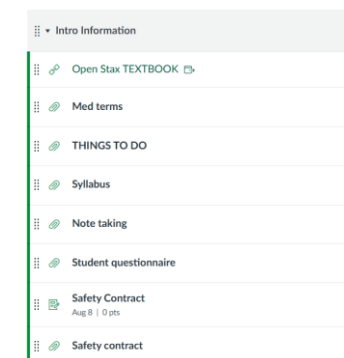 Intro Information
Open Stax TEXTBOOK
Med terms
THINGS TO DO
Syllabus
Note taking
Student questionnaire
Safety Contract
Aug 8 | 0 pts
Safety contract